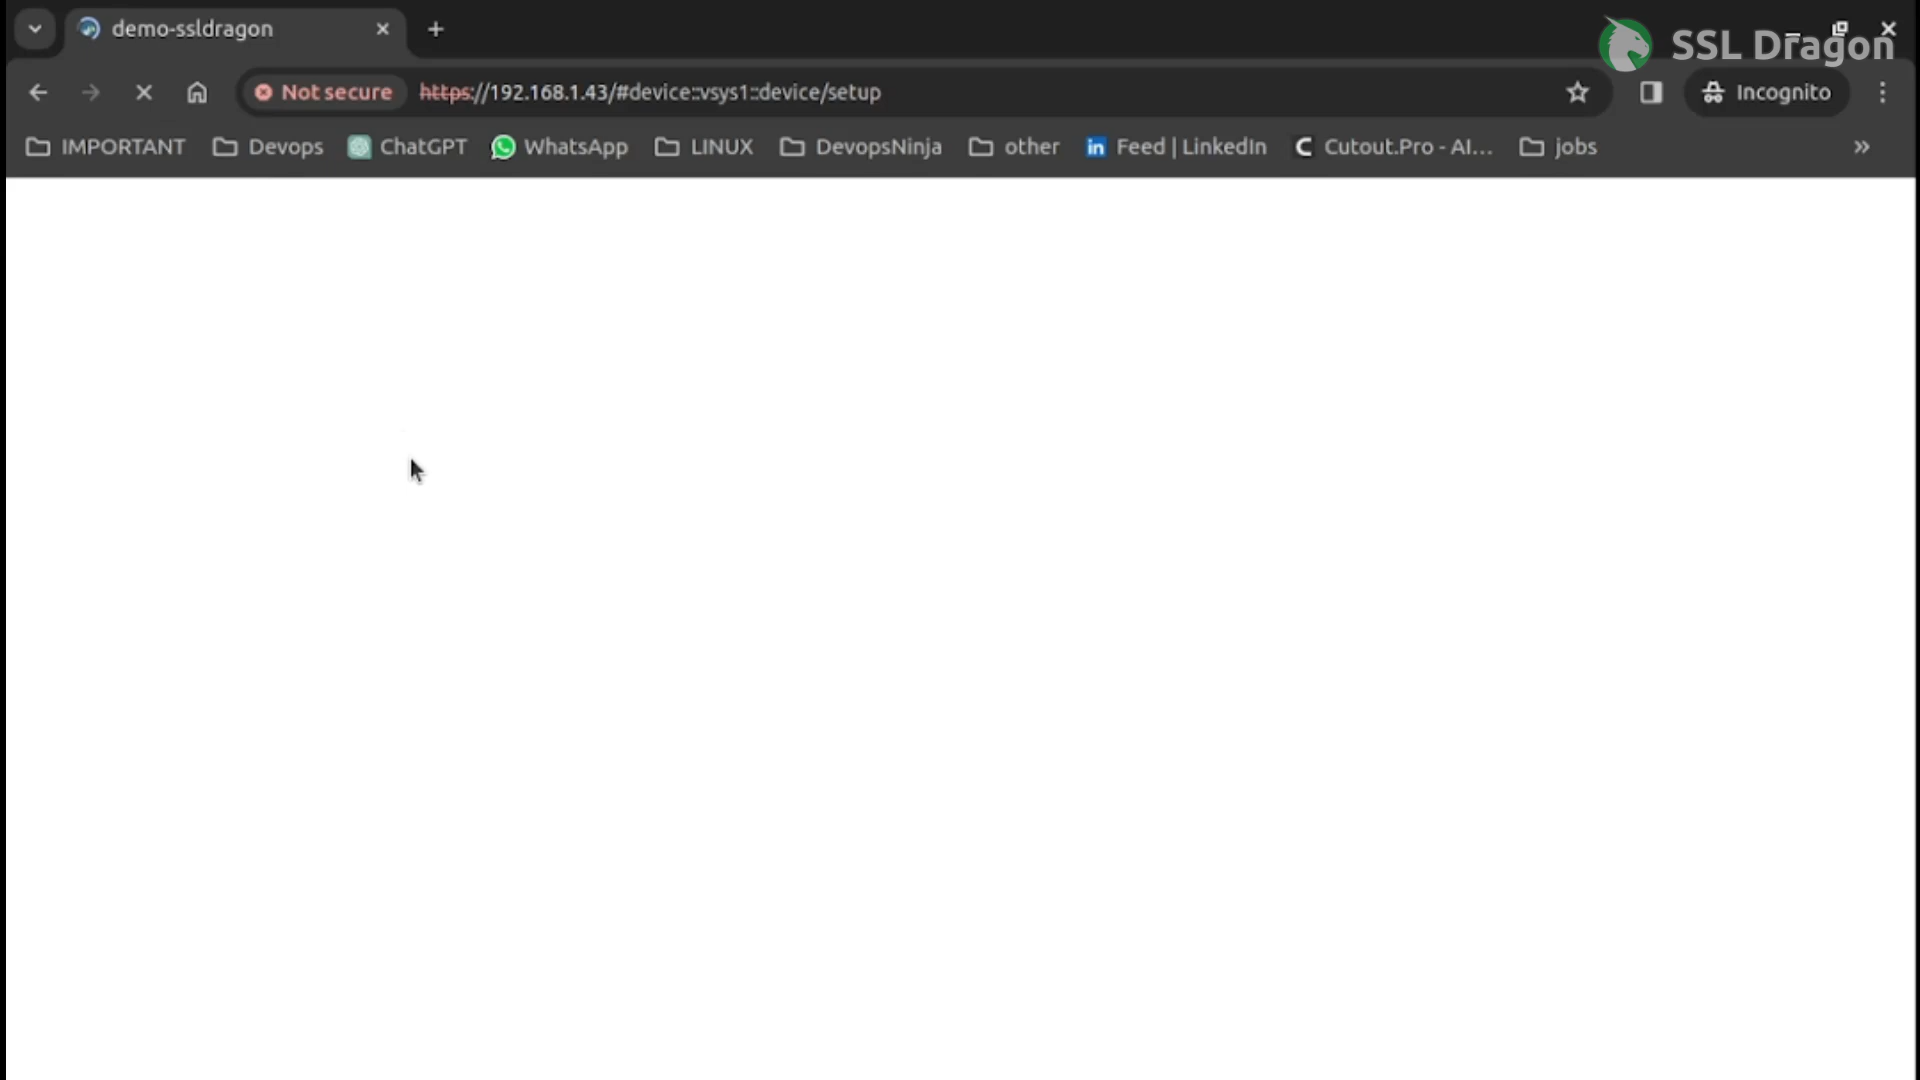 demo-ssldragon
SSL Dragon
Not secure https://192.168.1.43/#device::vsys1::device/setup Incognito
IMPORTANT Devops ChatGPT WhatsApp LINUX DevopsNinja other Feed | LinkedIn Cutout.Pro - AI... jobs